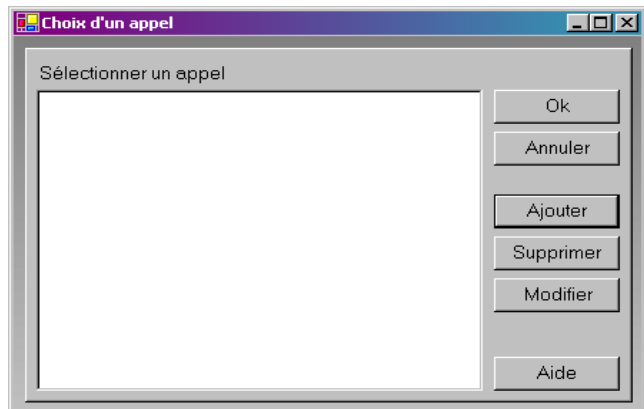 Choix d'un appel
Sélectionner un appel
Ok
Annuler
Ajouter
Supprimer
Modifier
Aide